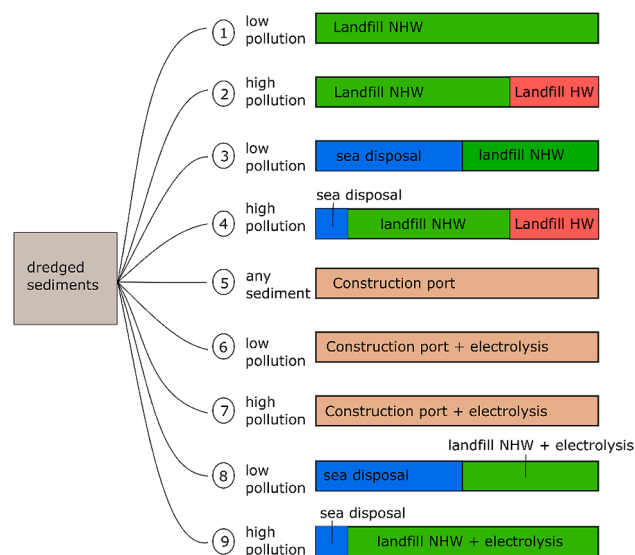 dredged
sediments
1
low
pollution
Landfill NHW
2
high
pollution
Landfill NHW
Landfill HW
3
low
pollution
sea disposal
landfill NHW
4
high
pollution
sea disposal
landfill NHW
Landfill HW
5
any
sediment
Construction port
6
low
pollution
Construction port + electrolysis
7
high
pollution
Construction port + electrolysis
8
low
pollution
sea disposal
landfill NHW + electrolysis
9
high
pollution
sea disposal
landfill NHW + electrolysis